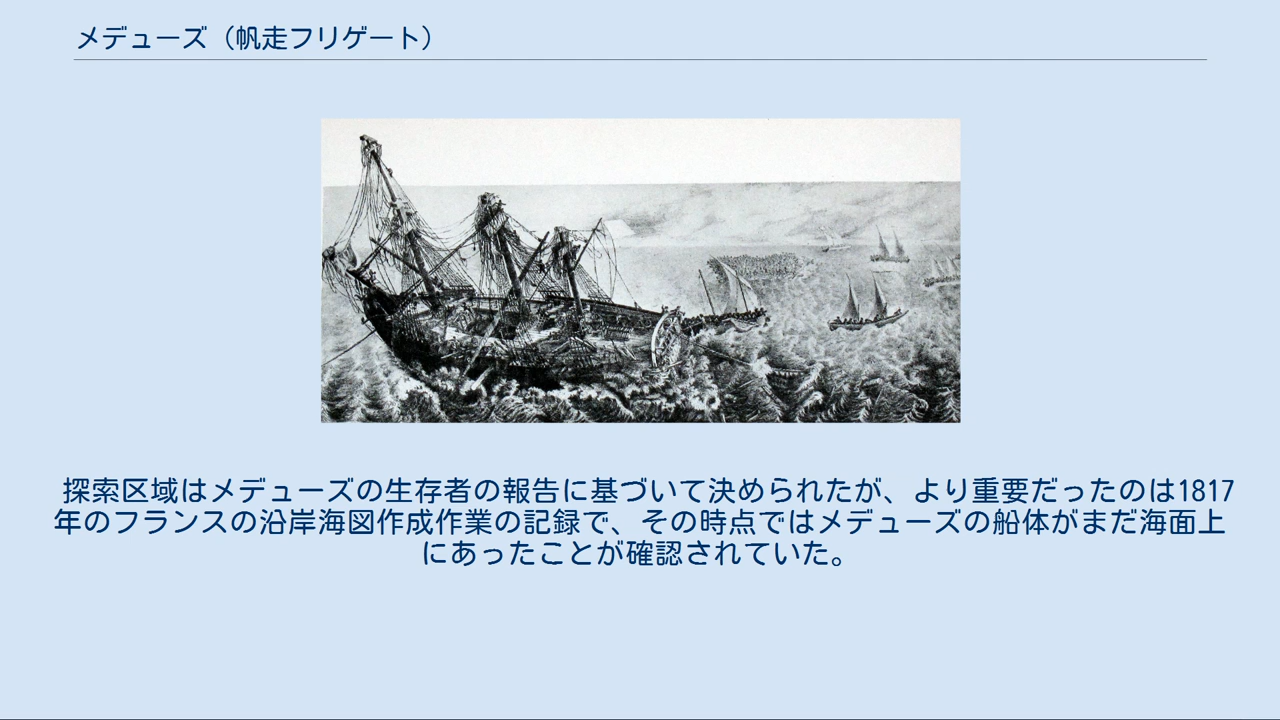 メデューズ（帆走フリゲート）
探索区域はメデューズの生存者の報告に基づいて決められたが、より重要だったのは1817
年のフランスの沿岸海図作成作業の記録で、その時点ではメデューズの船体がまだ海面上
にあったことが確認されていた。